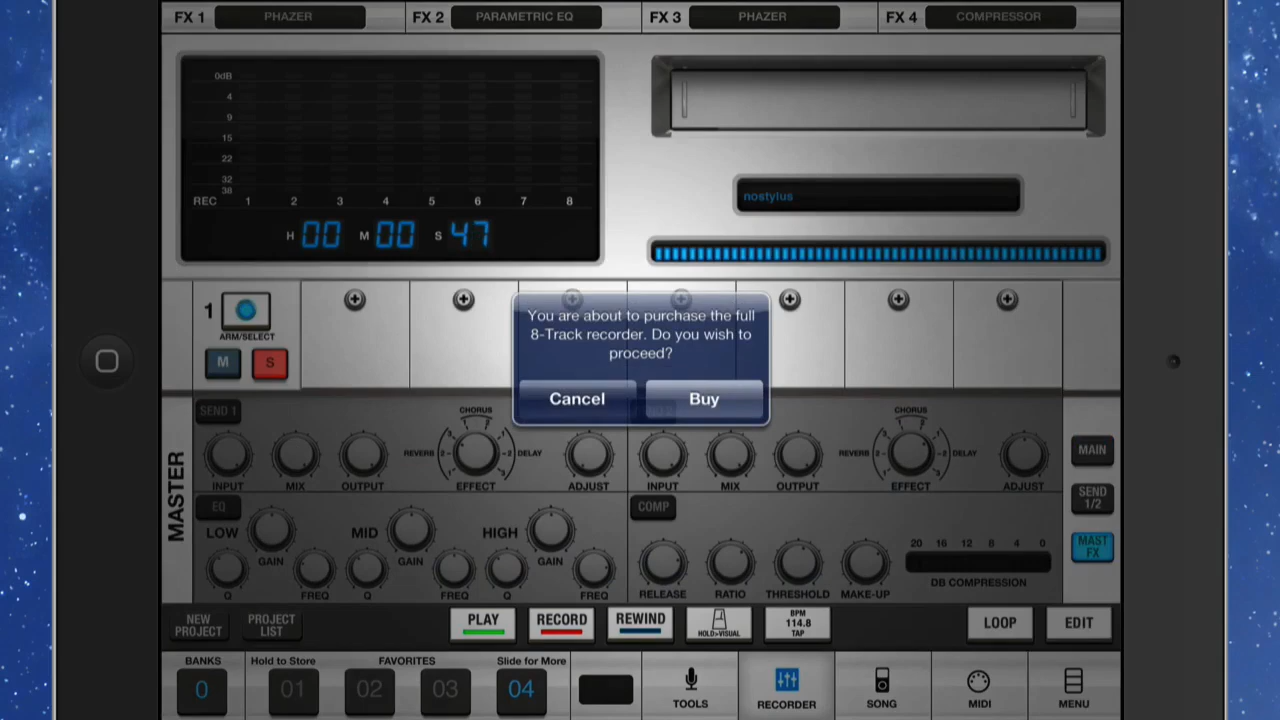 FX 1 PHAZER FX 2 PARAMETRIC EQ FX 3 PHAZER FX 4 COMPRESSOR
0dB
4
9
15
22
32
38
REC 1 2 3 4 5 6 7 8
H 00 M 00 S 47
nostylus
1
ARM/SELECT
M S
You are about to purchase the full
8-Track recorder. Do you wish to
proceed?
Cancel Buy
MASTER
SEND 1
CHORUS
REVERB DELAY
INPUT MIX OUTPUT EFFECT ADJUST
CHORUS
REVERB DELAY
INPUT MIX OUTPUT EFFECT ADJUST
EQ
LOW GAIN MID GAIN HIGH GAIN
Q FREQ Q FREQ Q FREQ
COMP
RELEASE RATIO THRESHOLD MAKE-UP
20 16 12 8 4 0
DB COMPRESSION
MAIN
SEND
1/2
MAST
FX
NEW
PROJECT
PROJECT
LIST
PLAY RECORD REWIND
HOLD>VISUAL
BPM
114.8
TAP
LOOP EDIT
BANKS Hold to Store FAVORITES Slide for More
0 01 02 03 04
TOOLS RECORDER SONG MIDI MENU